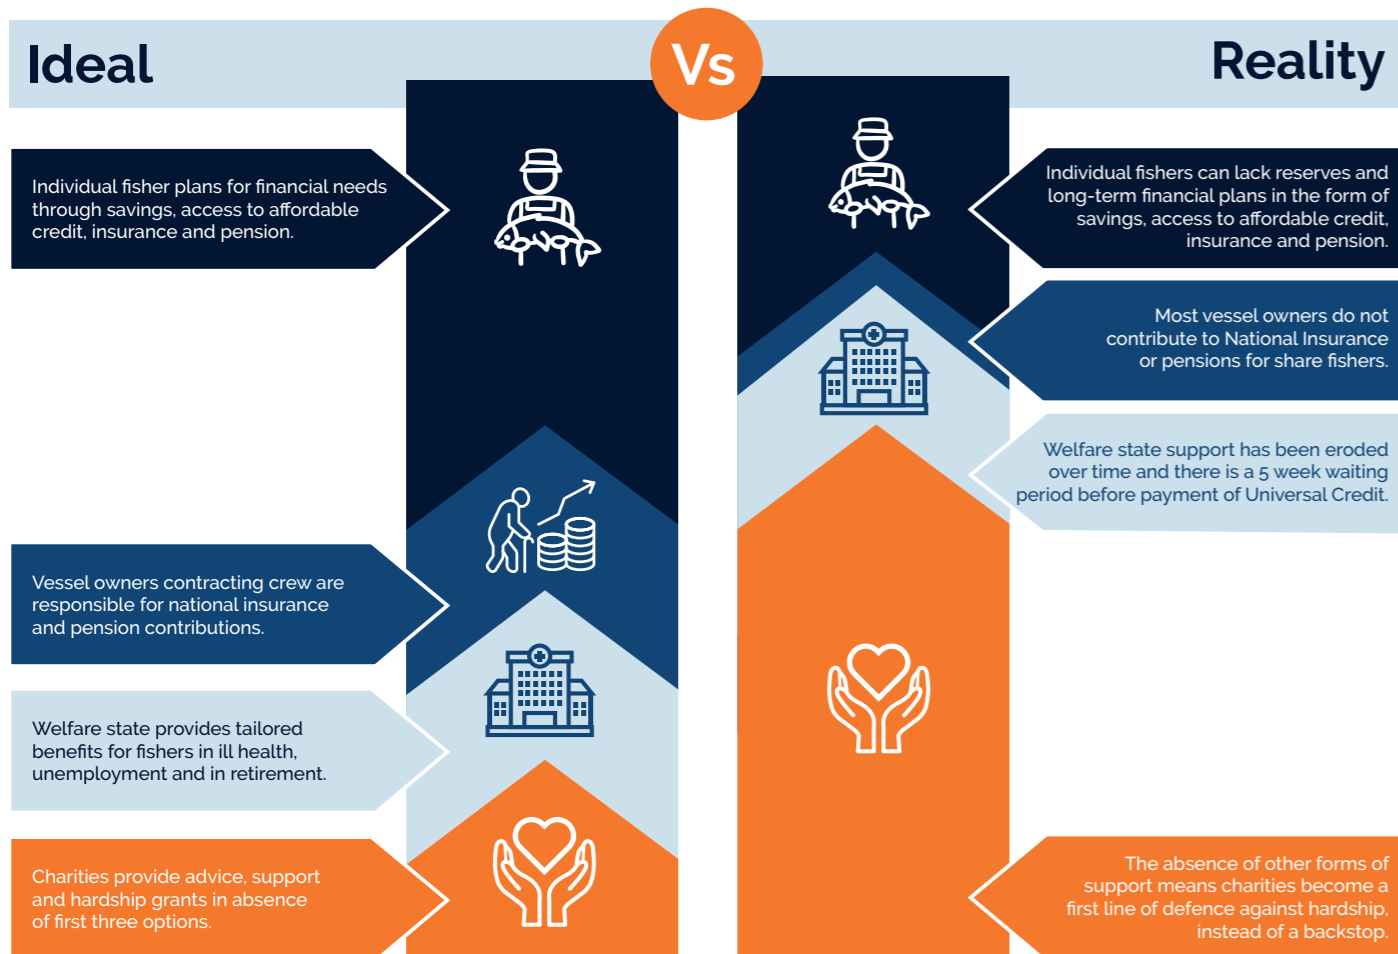 Ideal
Vs
Reality
Individual fisher plans for financial needs
through savings, access to affordable
credit, insurance and pension.
Vessel owners contracting crew are
responsible for national insurance
and pension contributions.
Welfare state provides tailored
benefits for fishers in ill health,
unemployment and in retirement.
Charities provide advice, support
and hardship grants in absence
of first three options.
Individual fishers can lack reserves and
long-term financial plans in the form of
savings, access to affordable credit,
insurance and pension.
Most vessel owners do not
contribute to National Insurance
or pensions for share fishers.
Welfare state support has been eroded
over time and there is a 5 week waiting
period before payment of Universal Credit.
The absence of other forms of
support means charities become a
first line of defence against hardship,
instead of a backstop.